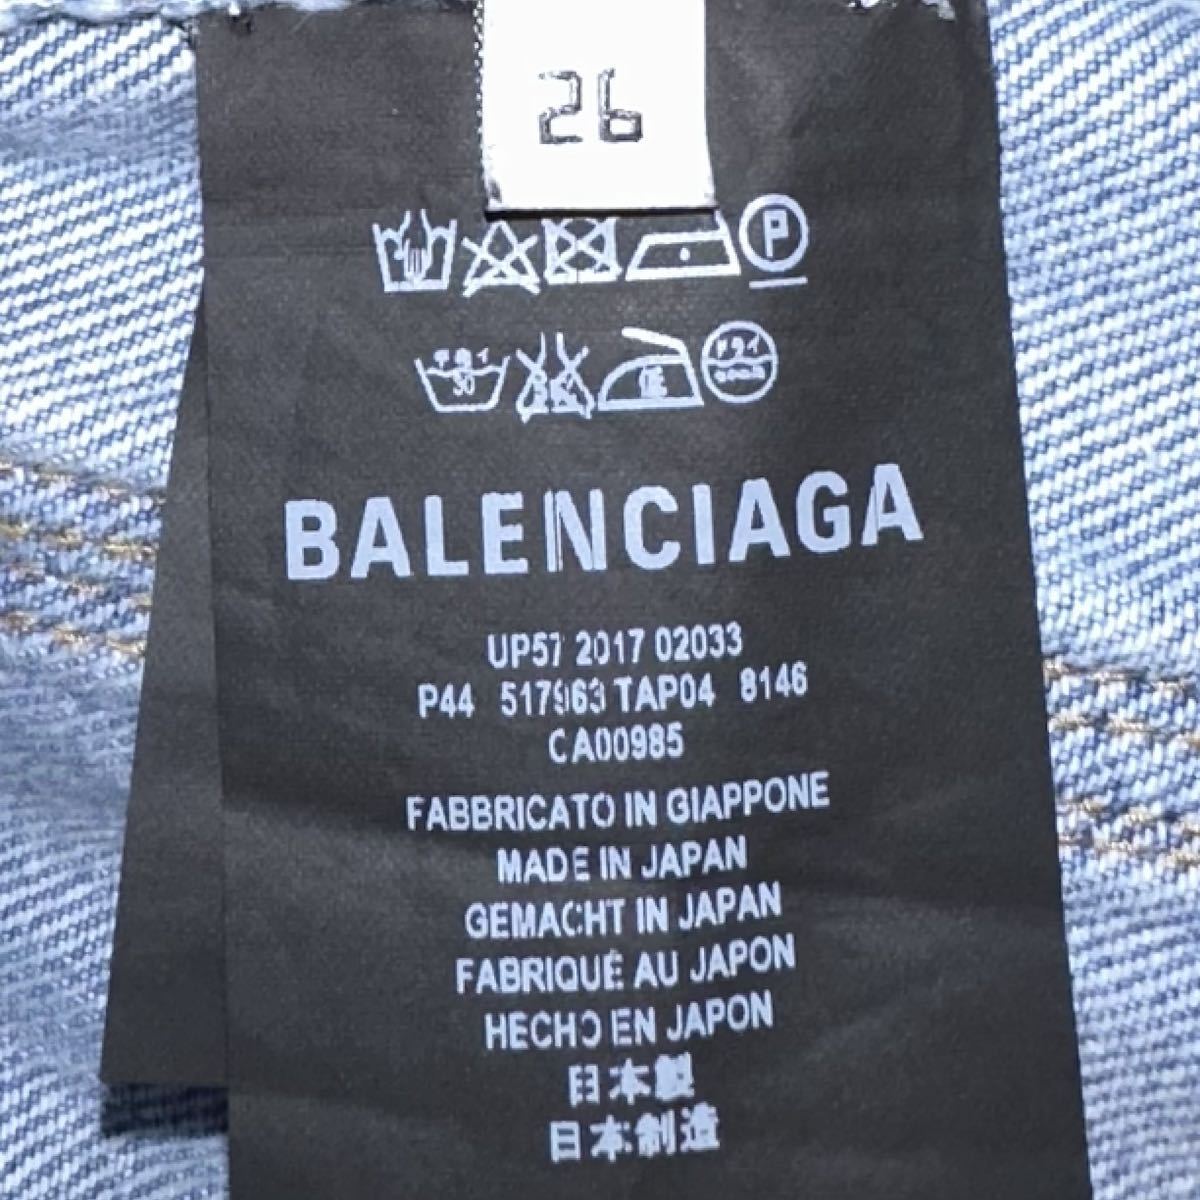 26
P
BALENCIAGA
UP57 2017 02033
P44 517963 TAP04 8146
CA00985
FABBRICATO IN GIAPPONE
MADE IN JAPAN
GEMACHT IN JAPAN
FABRIQUÉ AU JAPON
HECHO EN JAPON
日本製
日本制造